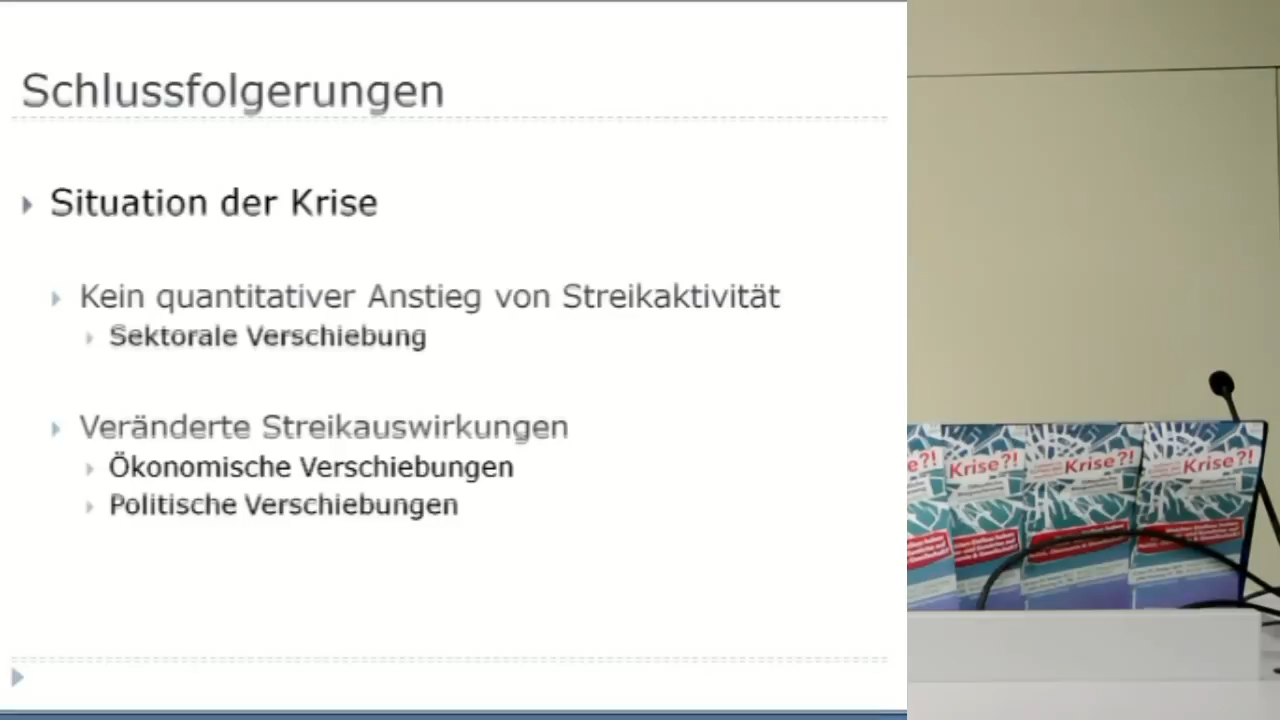 Schlussfolgerungen
Situation der Krise
Kein quantitativer Anstieg von Streikaktivität
Sektorale Verschiebung
Veränderte Streikauswirkungen
Ökonomische Verschiebungen
Politische Verschiebungen
e?!
Krise?!
Krise?!
Krise?!